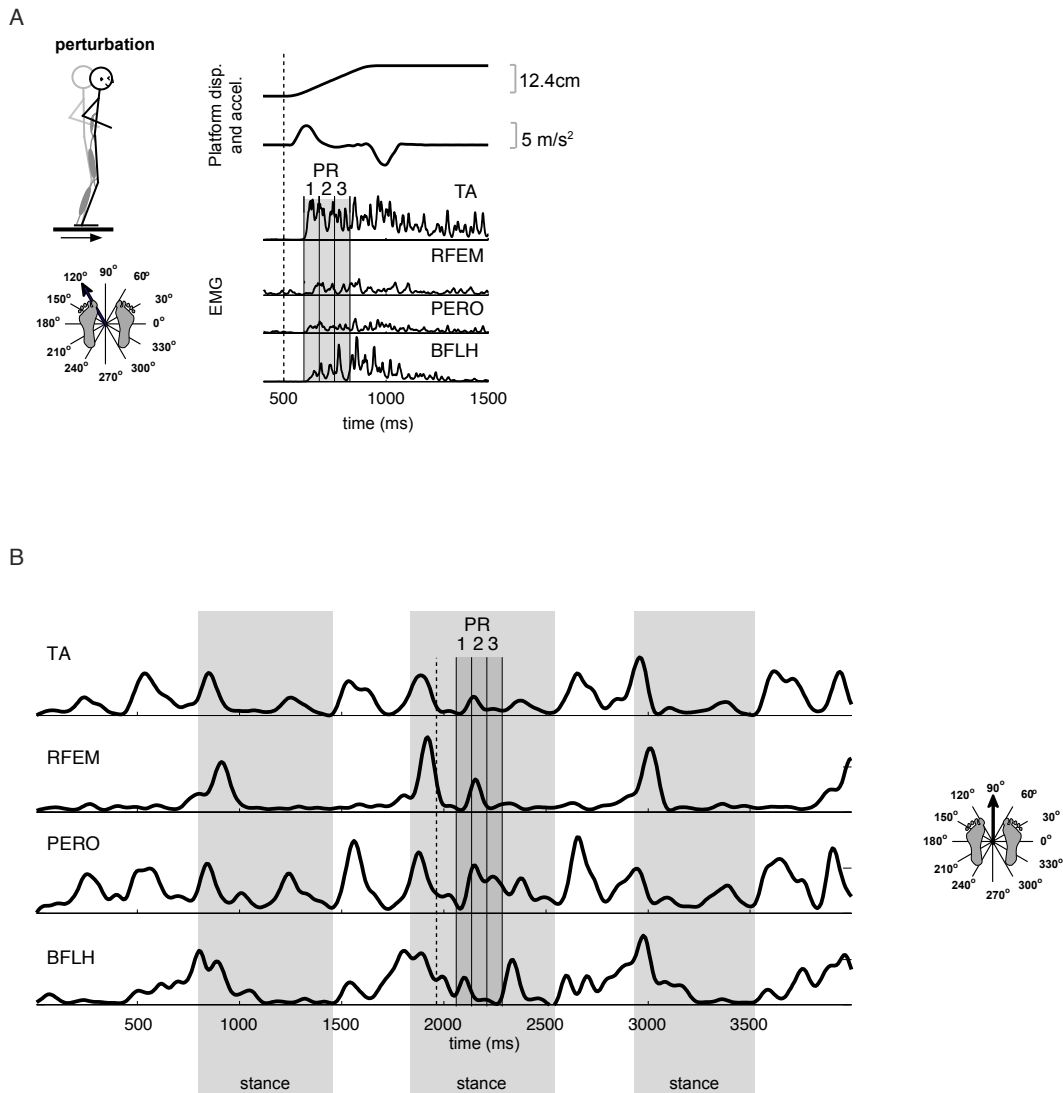 A
perturbation
Platform disp.
and accel.
12.4cm
5 m/s²
PR
1 2 3
TA
RFEM
PERO
BFLH
EMG
500 1000 1500
time (ms)
90°
120° 60°
150° 30°
180° 0°
210° 330°
240° 300°
270°
B
PR
1 2 3
TA
RFEM
PERO
BFLH
500 1000 1500 2000 2500 3000 3500
time (ms)
stance stance stance
90°
120° 60°
150° 30°
180° 0°
210° 330°
240° 300°
270°